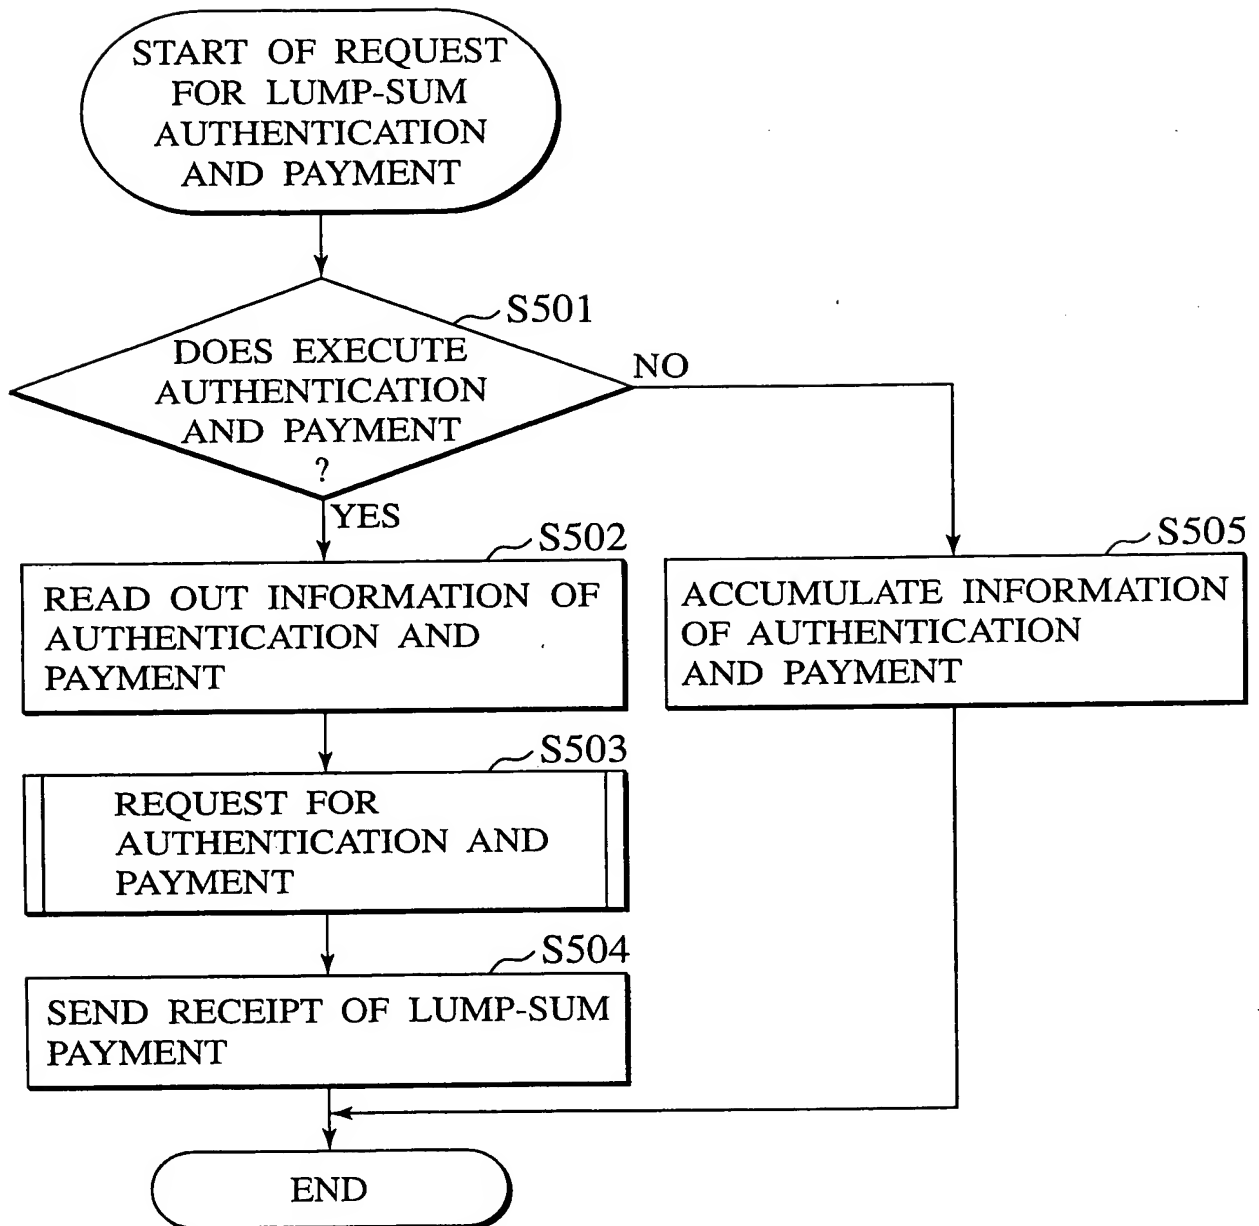 START OF REQUEST
FOR LUMP-SUM
AUTHENTICATION
AND PAYMENT
S501
DOES EXECUTE
AUTHENTICATION
AND PAYMENT
?
NO
YES
S502
READ OUT INFORMATION OF
AUTHENTICATION AND
PAYMENT
S505
ACCUMULATE INFORMATION
OF AUTHENTICATION
AND PAYMENT
S503
REQUEST FOR
AUTHENTICATION AND
PAYMENT
S504
SEND RECEIPT OF LUMP-SUM
PAYMENT
END